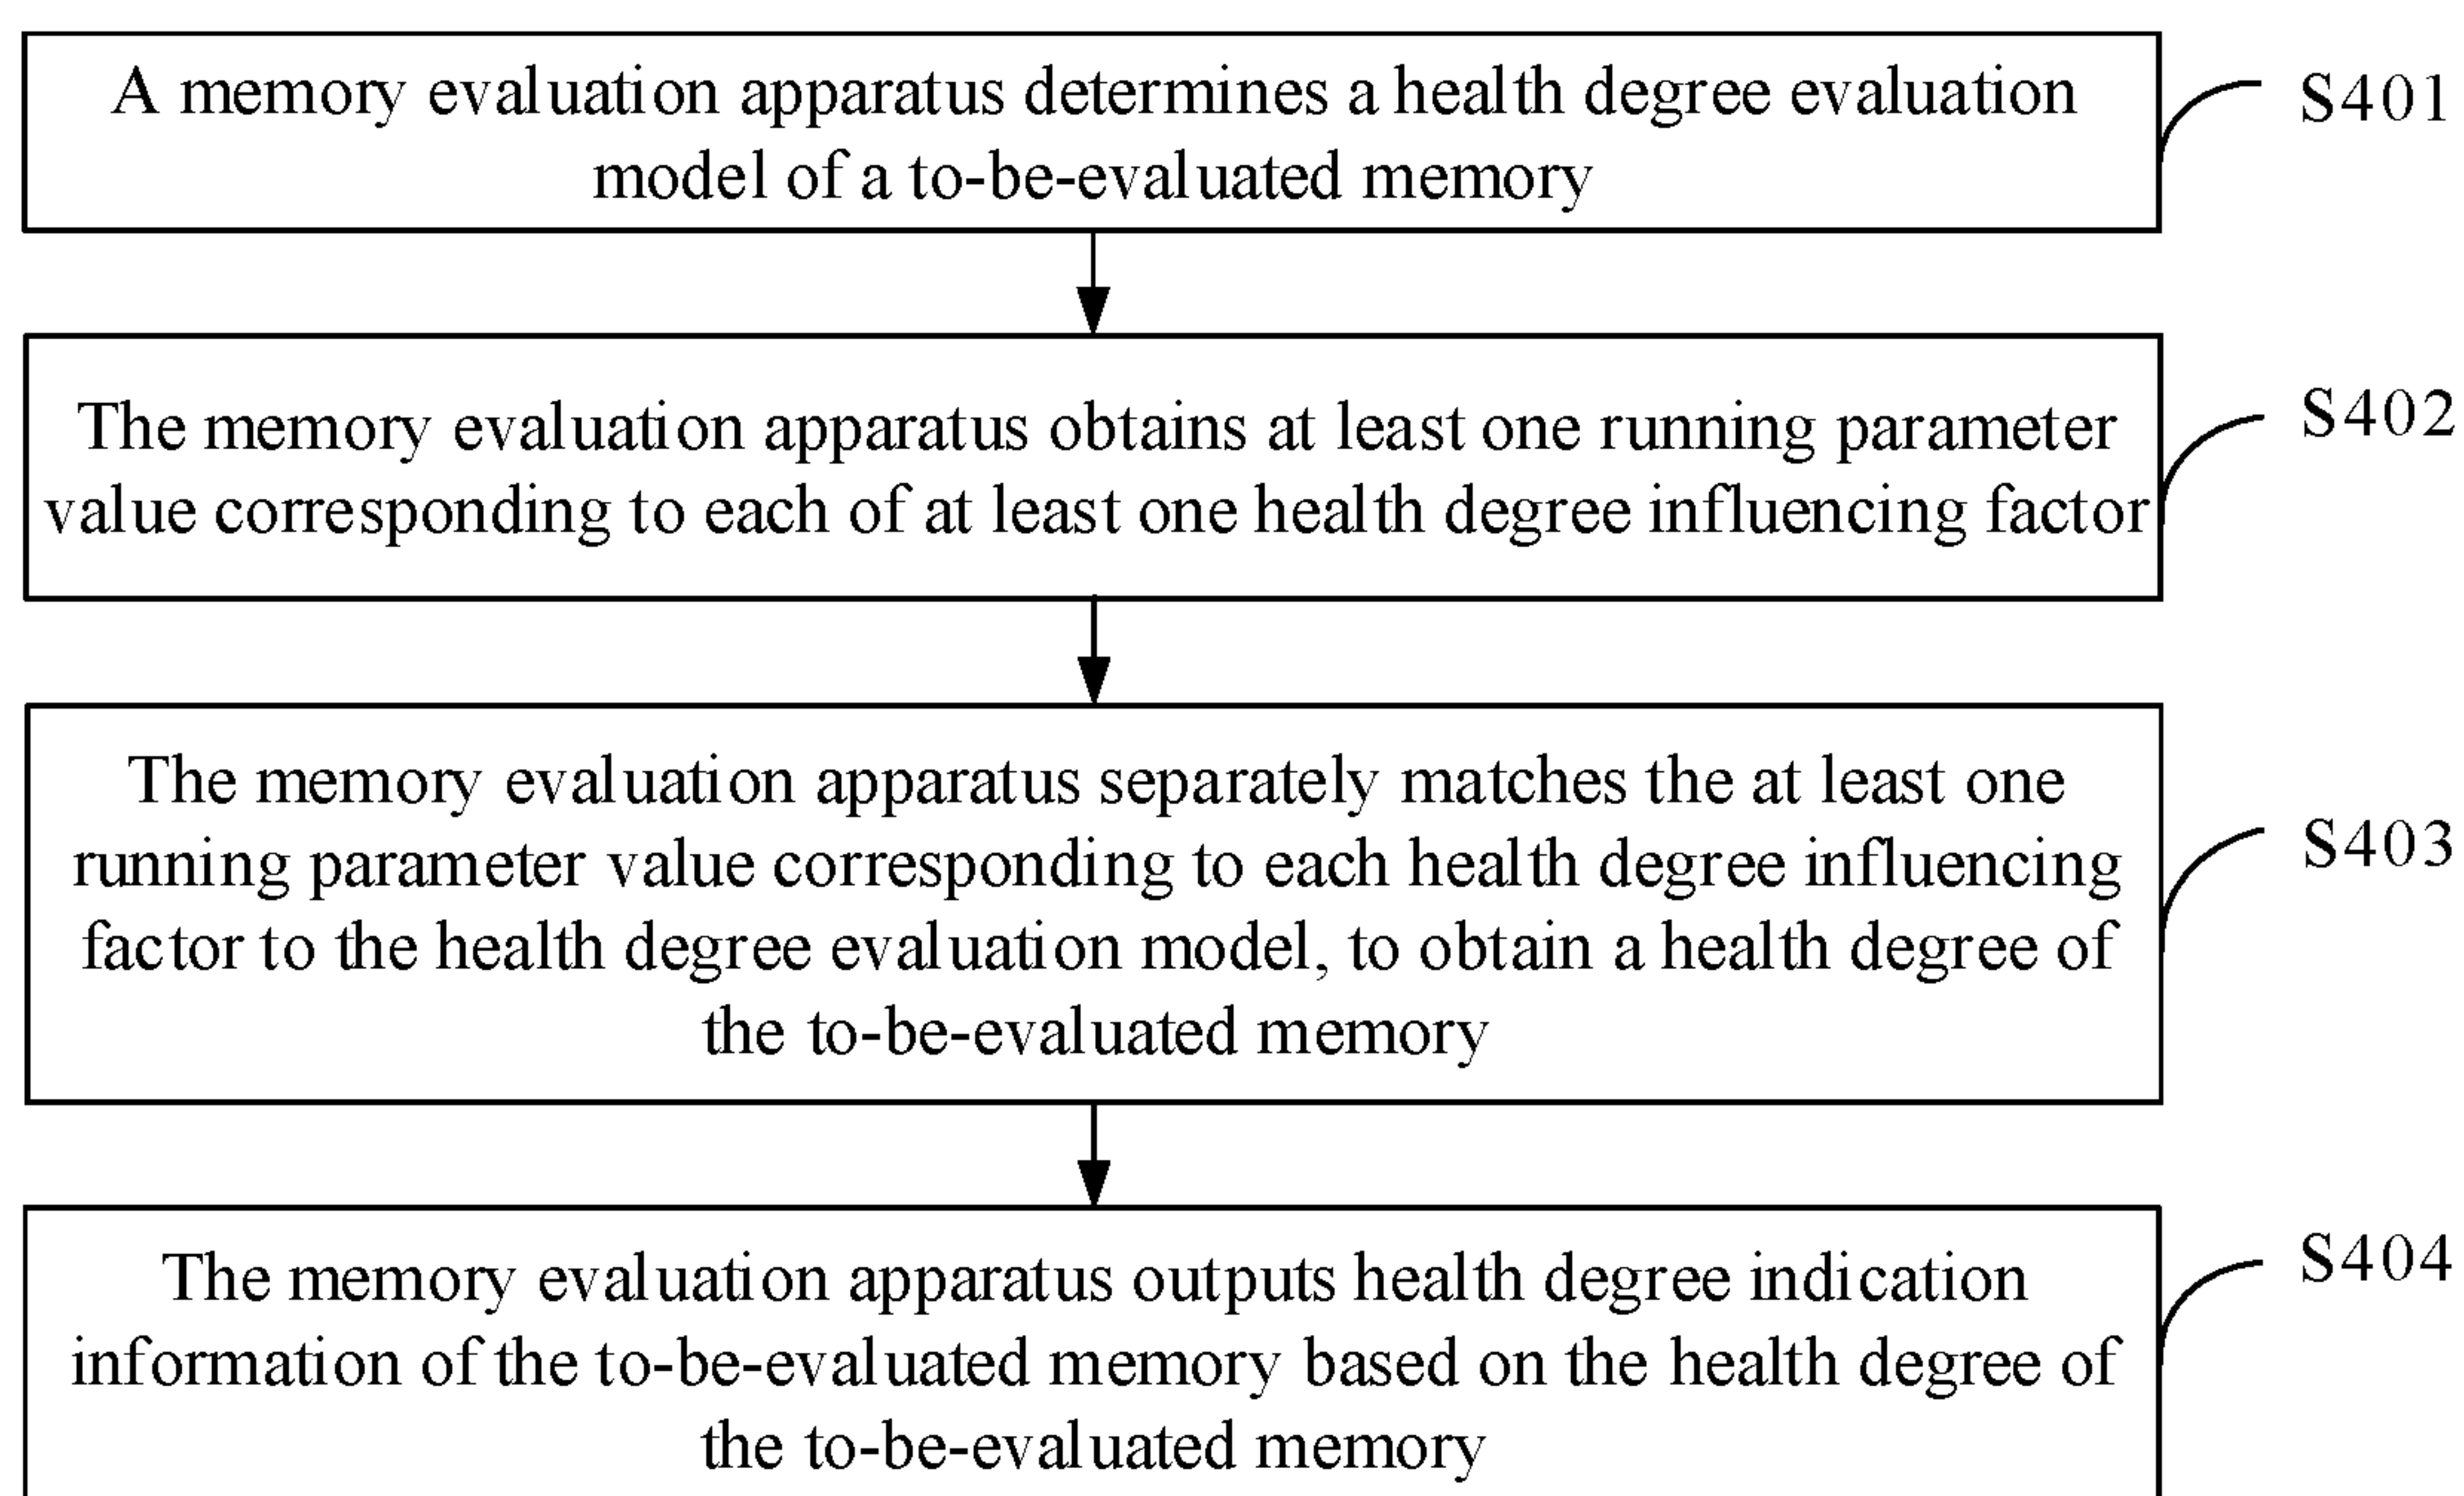 A memory evaluation apparatus determines a health degree evaluation
model of a to-be-evaluated memory
S401
The memory evaluation apparatus obtains at least one running parameter
value corresponding to each of at least one health degree influencing factor
S402
The memory evaluation apparatus separately matches the at least one
running parameter value corresponding to each health degree influencing
factor to the health degree evaluation model, to obtain a health degree of
the to-be-evaluated memory
S403
The memory evaluation apparatus outputs health degree indication
information of the to-be-evaluated memory based on the health degree of
the to-be-evaluated memory
S404